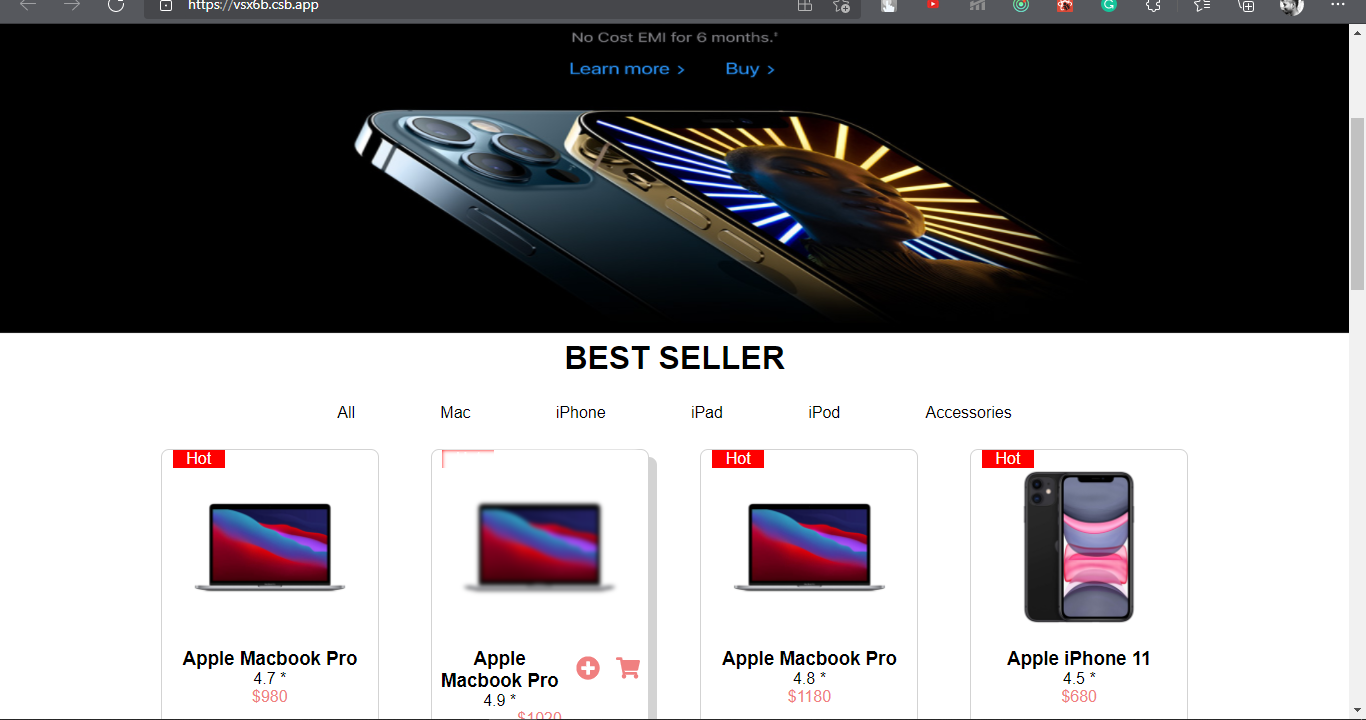 https://vsx6b.csb.app
No Cost EMI for 6 months.‡
Learn more > Buy >
BEST SELLER
All Mac iPhone iPad iPod Accessories
Hot
Apple Macbook Pro
4.7 *
$980
Apple
Macbook Pro
4.9 *
$1020
Hot
Apple Macbook Pro
4.8 *
$1180
Hot
Apple iPhone 11
4.5 *
$680